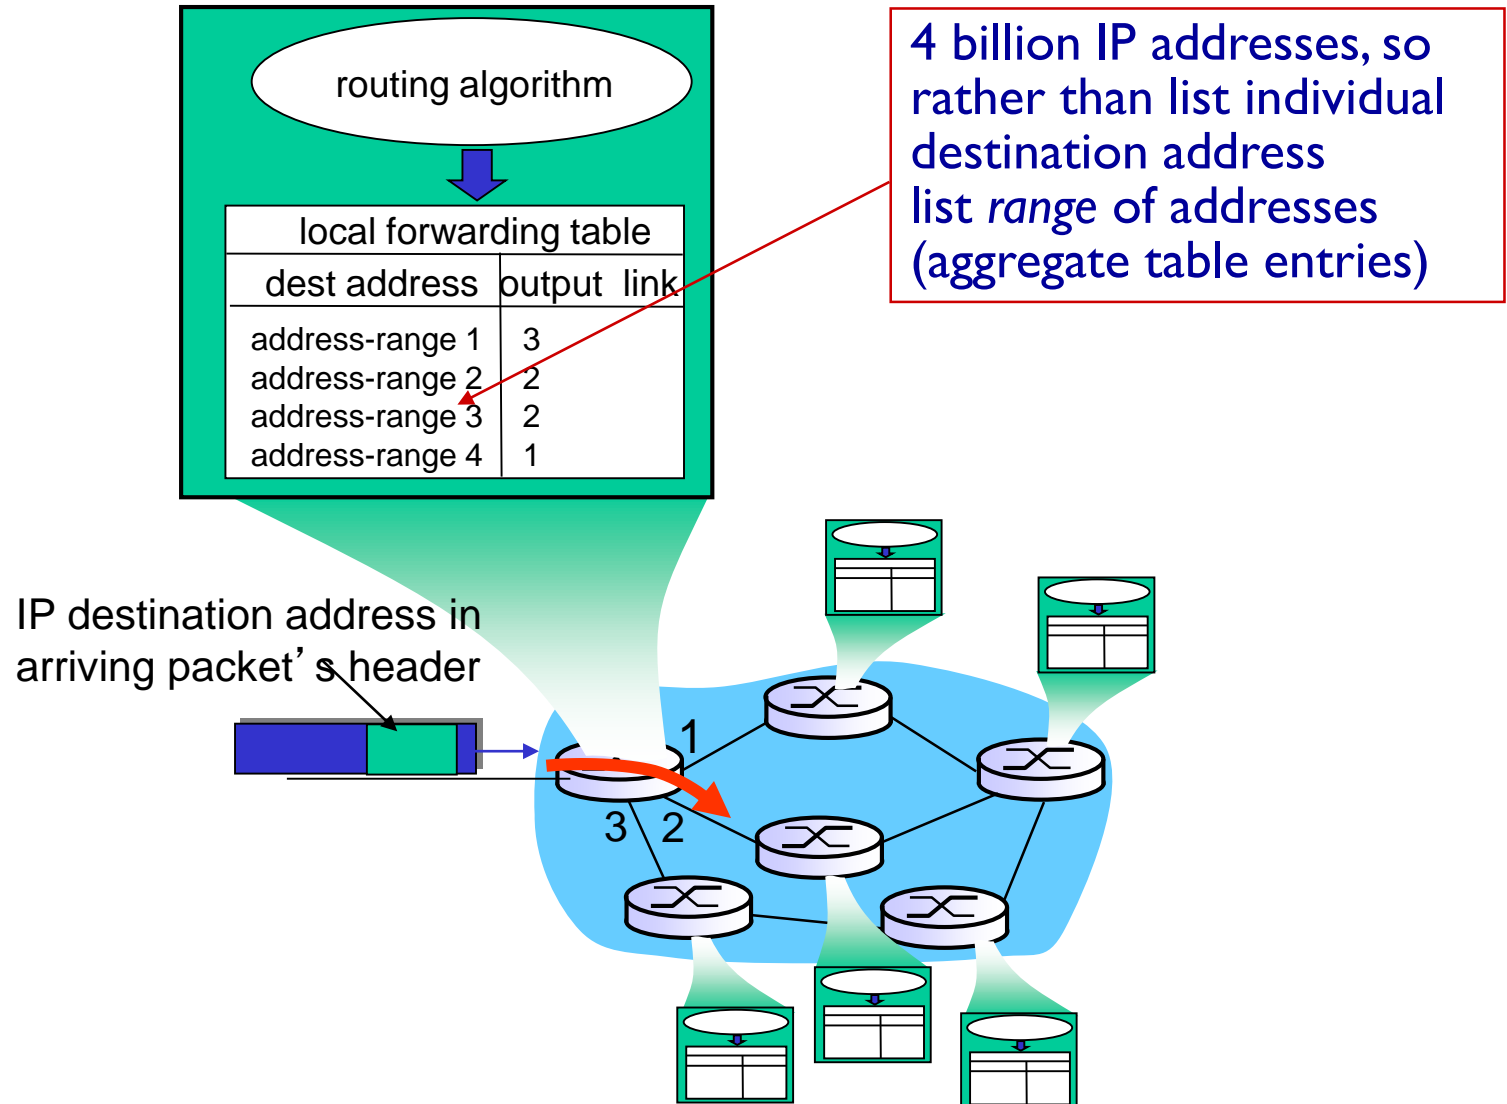 routing algorithm
local forwarding table
dest address output link
address-range 1 3
address-range 2 2
address-range 3 2
address-range 4 1
4 billion IP addresses, so
rather than list individual
destination address
list range of addresses
(aggregate table entries)
IP destination address in
arriving packet’s header
1
3 2